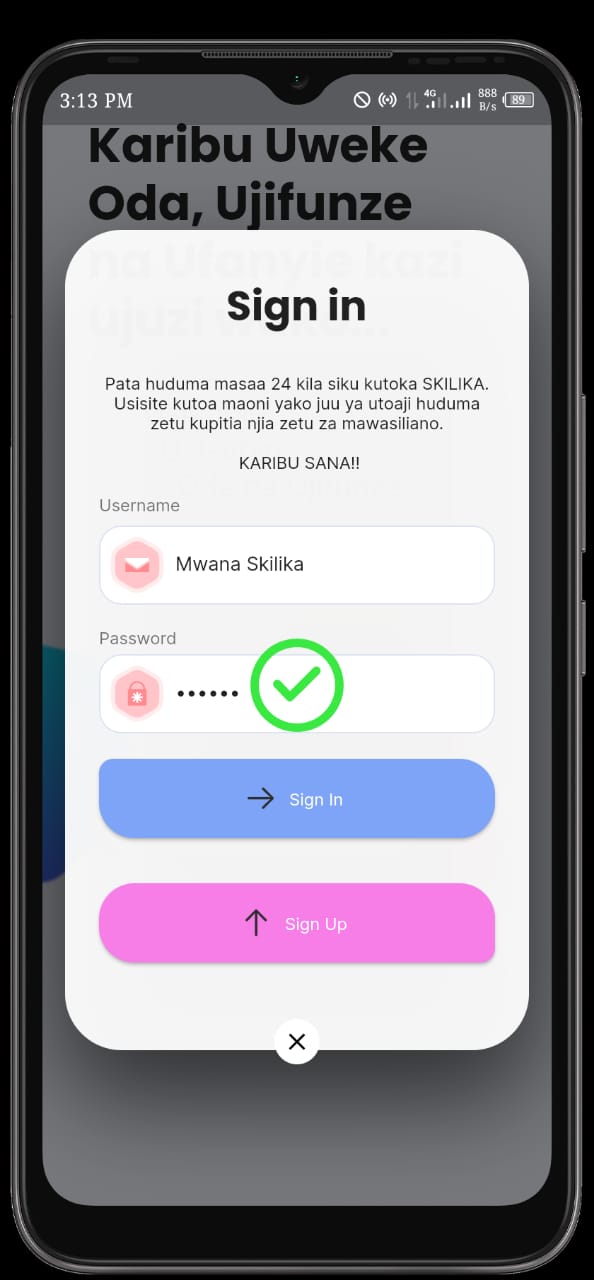 3:13 PM
4G
888
B/s
89
Karibu Uweke
Oda, Ujifunze
na Ufanyie kazi
ujuzi
Sign in
Pata huduma masaa 24 kila siku kutoka SKILIKA.
Usisite kutoa maoni yako juu ya utoaji huduma
zetu kupitia njia zetu za mawasiliano.
KARIBU SANA!!
Username
Mwana Skilika
Password
••••••
Sign In
Sign Up